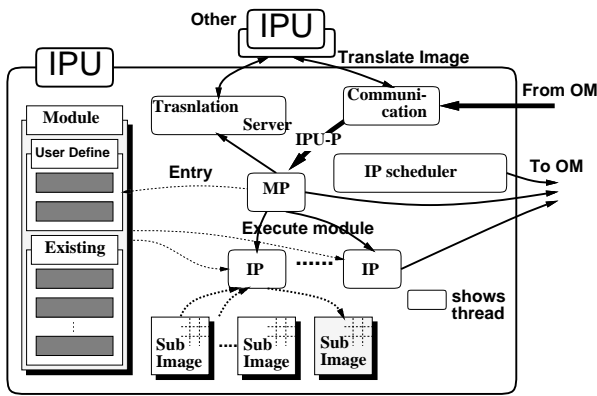 Other
IPU
IPU
Translate Image
From OM
Trasnlation
Server
Communi-
cation
Module
IPU-P
User Define
Entry
MP
IP scheduler
To OM
Execute module
Existing
IP
IP
shows
thread
Sub
Image
Sub
Image
Sub
Image